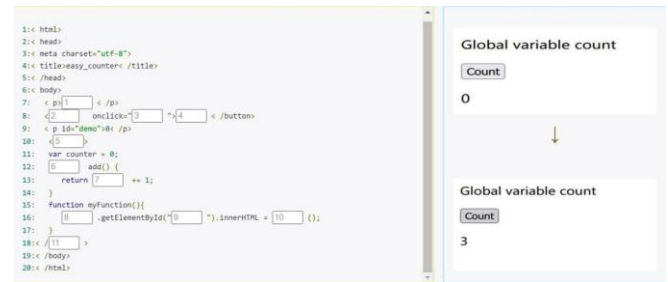 1:< html>
2:< head>
3:< meta charset="utf-8">
4:< title>easy_counter< /title>
5:< /head>
6:< body>
7: < p> 1 < /p>
8: < 2 onclick=" 3 "> 4 < /button>
9: < p id="demo">0< /p>
10: < 5 >
11: var counter = 0;
12: 6 add() {
13: return 7 += 1;
14: }
15: function myFunction(){
16: 8 .getElementById(" 9 ").innerHTML = 10 ();
17: }
18:< / 11 >
19:< /body>
20:< /html>
Global variable count
Count
0
↓
Global variable count
Count
3